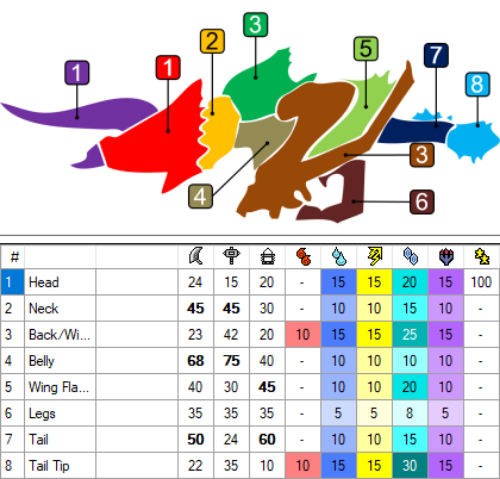 1
1
2
3
5
7
8
3
4
6
#
1 Head 24 15 20 - 15 15 20 15 100
2 Neck 45 45 30 - 10 10 15 10 -
3 Back/Wi... 23 42 20 10 15 15 25 15 -
4 Belly 68 75 40 - 10 10 10 10 -
5 Wing Fla... 40 30 45 - 10 10 20 10 -
6 Legs 35 35 35 - 5 5 8 5 -
7 Tail 50 24 60 - 10 10 15 10 -
8 Tail Tip 22 35 10 10 15 15 30 15 -